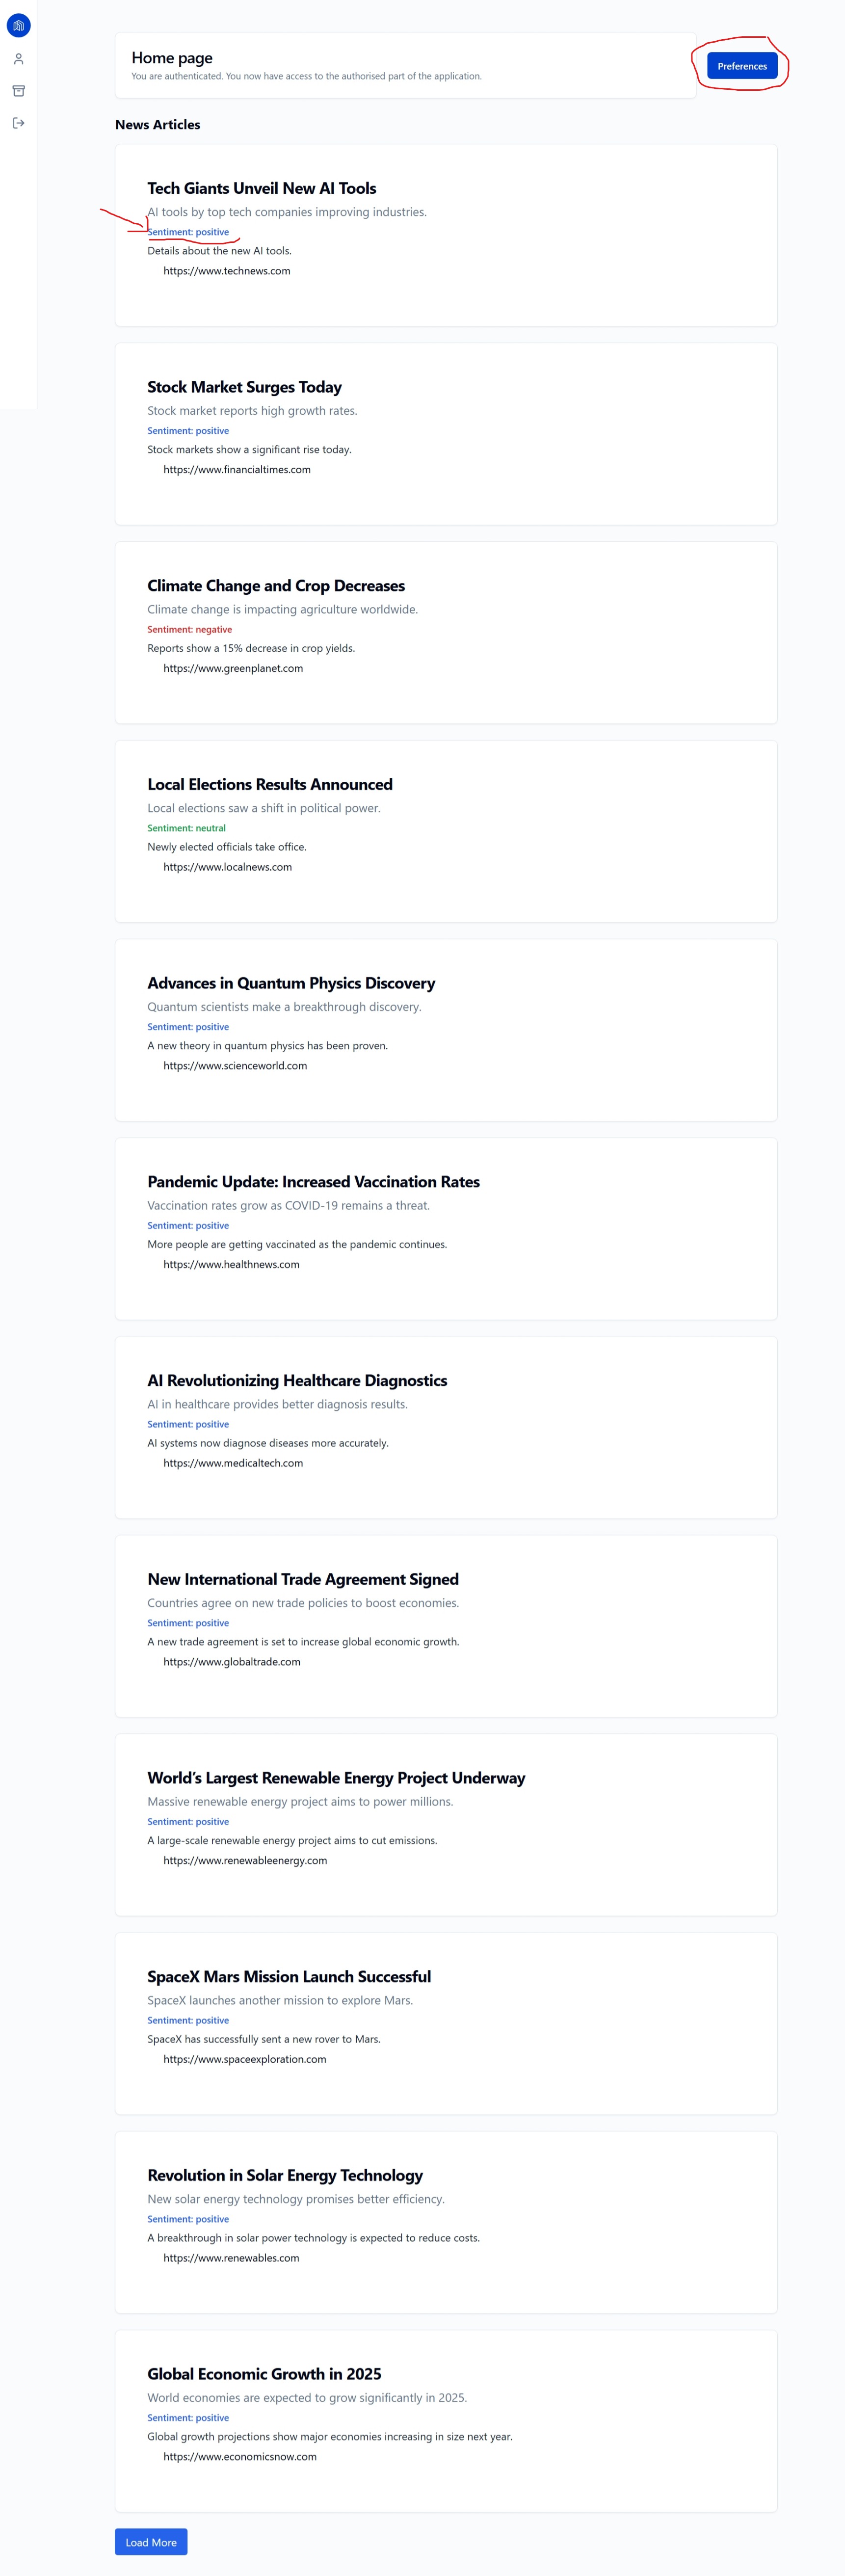 Home page
You are authenticated. You now have access to the authorised part of the application.
Preferences
News Articles
Tech Giants Unveil New AI Tools
AI tools by top tech companies improving industries.
Sentiment: positive
Details about the new AI tools.
https://www.technews.com
Stock Market Surges Today
Stock market reports high growth rates.
Sentiment: positive
Stock markets show a significant rise today.
https://www.financialtimes.com
Climate Change and Crop Decreases
Climate change is impacting agriculture worldwide.
Sentiment: negative
Reports show a 15% decrease in crop yields.
https://www.greenplanet.com
Local Elections Results Announced
Local elections saw a shift in political power.
Sentiment: neutral
Newly elected officials take office.
https://www.localnews.com
Advances in Quantum Physics Discovery
Quantum scientists make a breakthrough discovery.
Sentiment: positive
A new theory in quantum physics has been proven.
https://www.scienceworld.com
Pandemic Update: Increased Vaccination Rates
Vaccination rates grow as COVID-19 remains a threat.
Sentiment: positive
More people are getting vaccinated as the pandemic continues.
https://www.healthnews.com
AI Revolutionizing Healthcare Diagnostics
AI in healthcare provides better diagnosis results.
Sentiment: positive
AI systems now diagnose diseases more accurately.
https://www.medicaltech.com
New International Trade Agreement Signed
Countries agree on new trade policies to boost economies.
Sentiment: positive
A new trade agreement is set to increase global economic growth.
https://www.globaltrade.com
World's Largest Renewable Energy Project Underway
Massive renewable energy project aims to power millions.
Sentiment: positive
A large-scale renewable energy project aims to cut emissions.
https://www.renewableenergy.com
SpaceX Mars Mission Launch Successful
SpaceX launches another mission to explore Mars.
Sentiment: positive
SpaceX has successfully sent a new rover to Mars.
https://www.spaceexploration.com
Revolution in Solar Energy Technology
New solar energy technology promises better efficiency.
Sentiment: positive
A breakthrough in solar power technology is expected to reduce costs.
https://www.renewables.com
Global Economic Growth in 2025
World economies are expected to grow significantly in 2025.
Sentiment: positive
Global growth projections show major economies increasing in size next year.
https://www.economicsnow.com
Load More